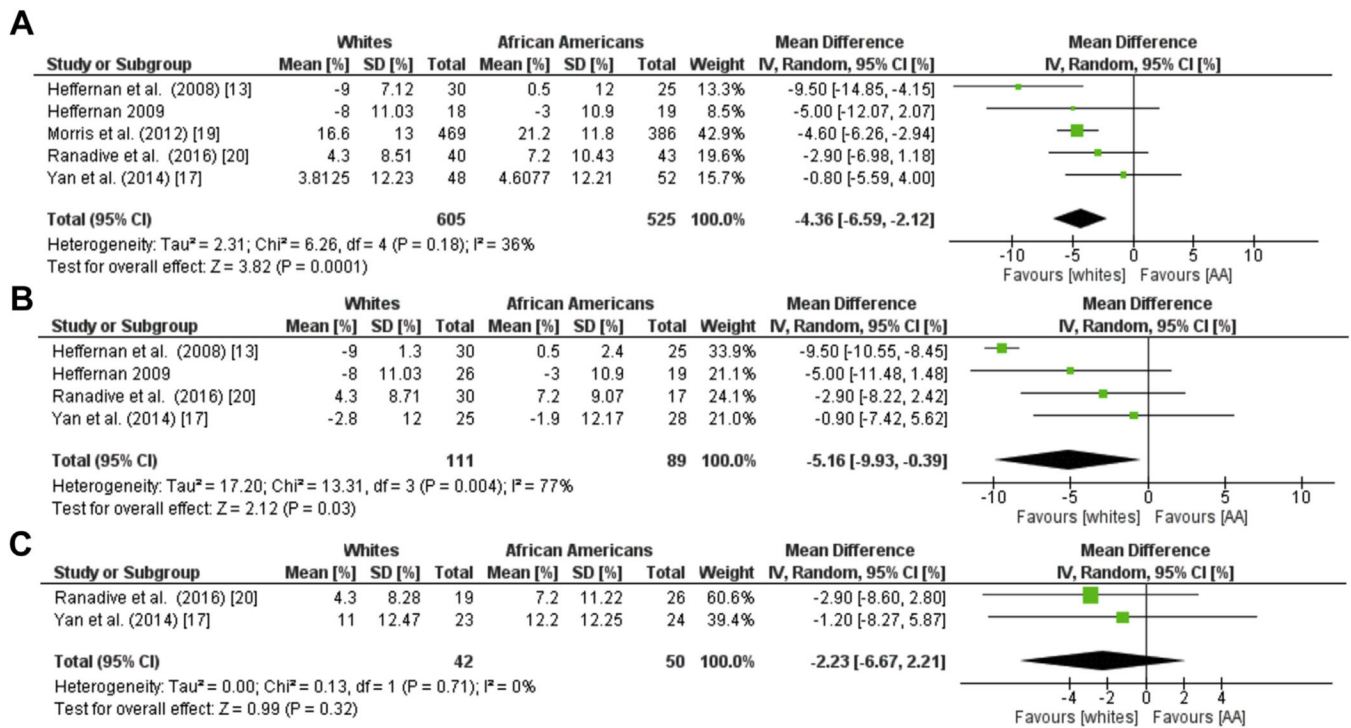 A
Whites African Americans Mean Difference Mean Difference
Study or Subgroup Mean [%] SD [%] Total Mean [%] SD [%] Total Weight IV, Random, 95% CI [%] IV, Random, 95% CI [%]
Heffernan et al. (2008) [13] -9 7.12 30 0.5 12 25 13.3% -9.50 [-14.85, -4.15]
Heffernan 2009 -8 11.03 18 -3 10.9 19 8.5% -5.00 [-12.07, 2.07]
Morris et al. (2012) [19] 16.6 13 469 21.2 11.8 386 42.9% -4.60 [-6.26, -2.94]
Ranadive et al. (2016) [20] 4.3 8.51 40 7.2 10.43 43 19.6% -2.90 [-6.98, 1.18]
Yan et al. (2014) [17] 3.8125 12.23 48 4.6077 12.21 52 15.7% -0.80 [-5.59, 4.00]
Total (95% CI) 605 525 100.0% -4.36 [-6.59, -2.12]
Heterogeneity: Tau² = 2.31; Chi² = 6.26, df = 4 (P = 0.18); I² = 36%
Test for overall effect: Z = 3.82 (P = 0.0001)
-10 -5 0 5 10
Favours [whites] Favours [AA]
B
Whites African Americans Mean Difference Mean Difference
Study or Subgroup Mean [%] SD [%] Total Mean [%] SD [%] Total Weight IV, Random, 95% CI [%] IV, Random, 95% CI [%]
Heffernan et al. (2008) [13] -9 1.3 30 0.5 2.4 25 33.9% -9.50 [-10.55, -8.45]
Heffernan 2009 -8 11.03 26 -3 10.9 19 21.1% -5.00 [-11.48, 1.48]
Ranadive et al. (2016) [20] 4.3 8.71 30 7.2 9.07 17 24.1% -2.90 [-8.22, 2.42]
Yan et al. (2014) [17] -2.8 12 25 -1.9 12.17 28 21.0% -0.90 [-7.42, 5.62]
Total (95% CI) 111 89 100.0% -5.16 [-9.93, -0.39]
Heterogeneity: Tau² = 17.20; Chi² = 13.31, df = 3 (P = 0.004); I² = 77%
Test for overall effect: Z = 2.12 (P = 0.03)
-10 -5 0 5 10
Favours [whites] Favours [AA]
C
Whites African Americans Mean Difference Mean Difference
Study or Subgroup Mean [%] SD [%] Total Mean [%] SD [%] Total Weight IV, Random, 95% CI [%] IV, Random, 95% CI [%]
Ranadive et al. (2016) [20] 4.3 8.28 19 7.2 11.22 26 60.6% -2.90 [-8.60, 2.80]
Yan et al. (2014) [17] 11 12.47 23 12.2 12.25 24 39.4% -1.20 [-8.27, 5.87]
Total (95% CI) 42 50 100.0% -2.23 [-6.67, 2.21]
Heterogeneity: Tau² = 0.00; Chi² = 0.13, df = 1 (P = 0.71); I² = 0%
Test for overall effect: Z = 0.99 (P = 0.32)
-4 -2 0 2 4
Favours [whites] Favours [AA]